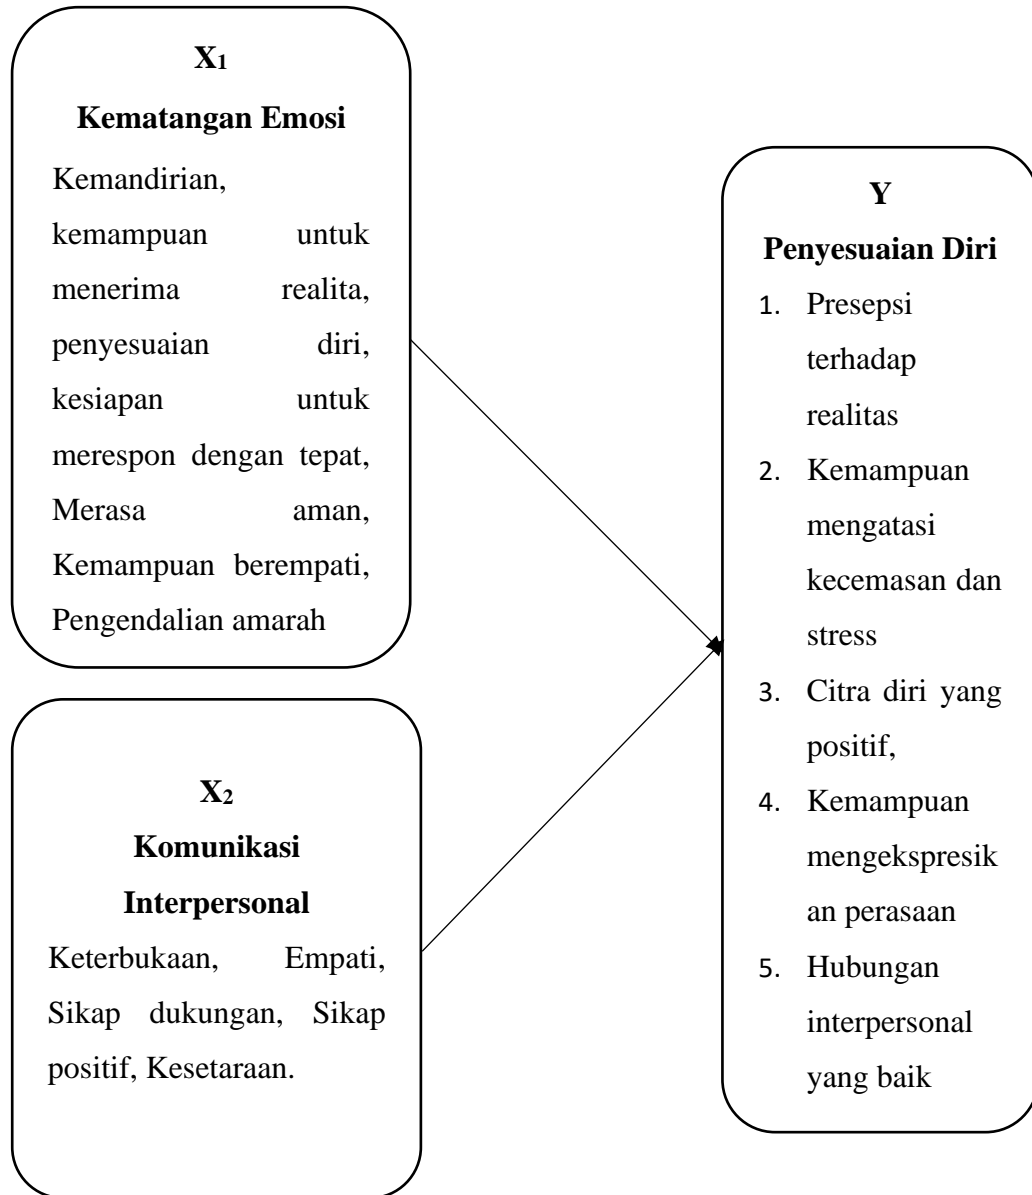 X1
Kematangan Emosi
Kemandirian,
kemampuan untuk
menerima realita,
penyesuaian diri,
kesiapan untuk
merespon dengan tepat,
Merasa aman,
Kemampuan berempati,
Pengendalian amarah
X2
Komunikasi
Interpersonal
Keterbukaan, Empati,
Sikap dukungan, Sikap
positif, Kesetaraan.
Y
Penyesuaian Diri
1. Presepsi
terhadap
realitas
2. Kemampuan
mengatasi
kecemasan dan
stress
3. Citra diri yang
positif,
4. Kemampuan
mengekspresik
an perasaan
5. Hubungan
interpersonal
yang baik